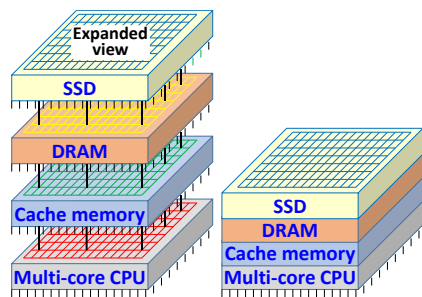 Expanded
view
SSD
DRAM
Cache memory
Multi-core CPU
SSD
DRAM
Cache memory
Multi-core CPU